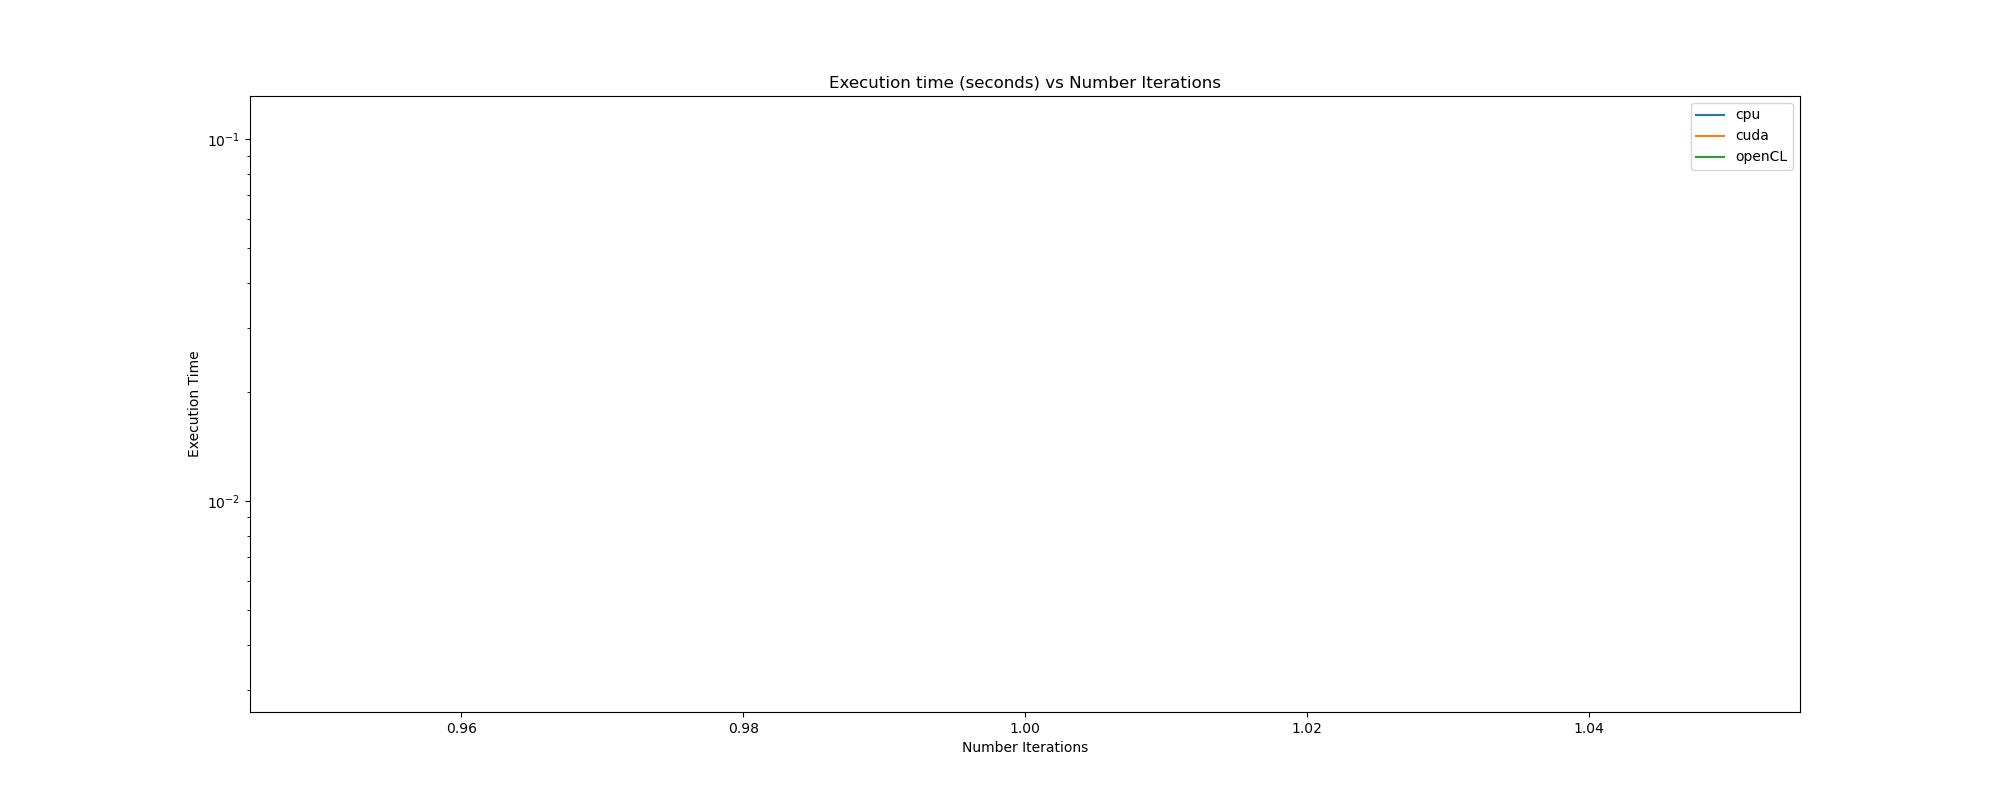 Execution time (seconds) vs Number Iterations
cpu
cuda
openCL
10⁻¹
10⁻²
Execution Time
0.96 0.98 1.00 1.02 1.04
Number Iterations